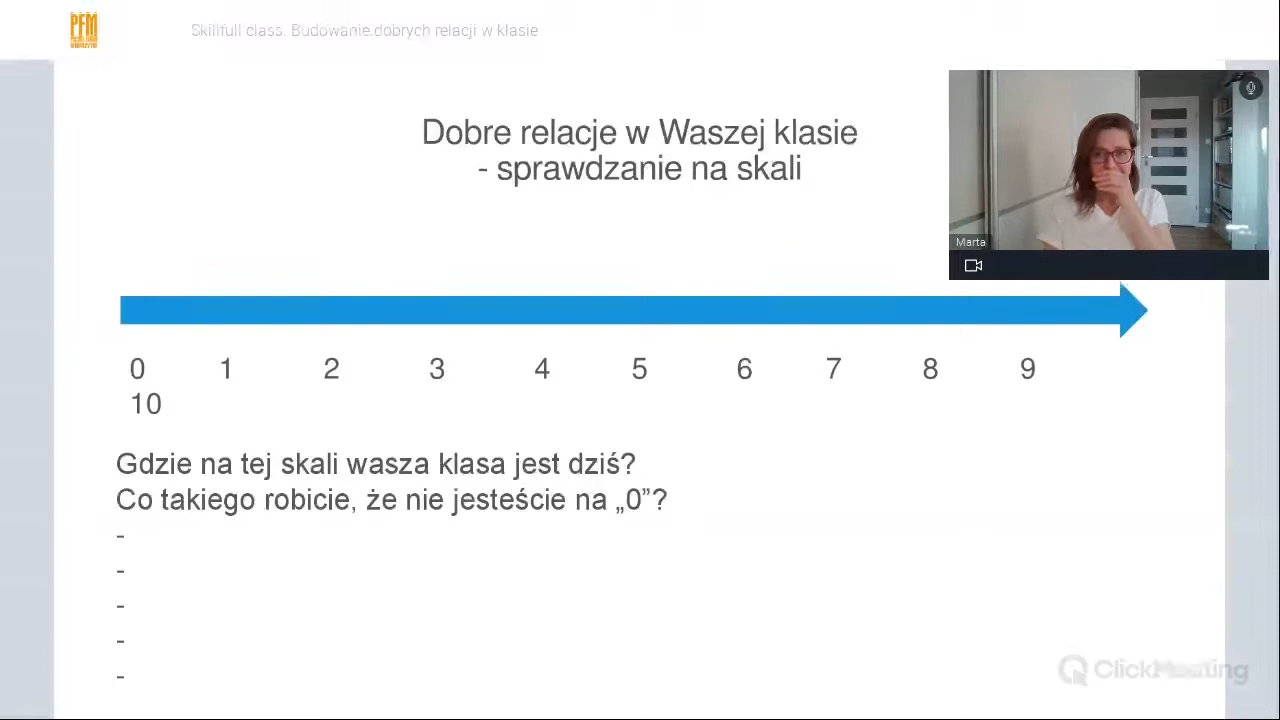 PFM
Skillfull class. Budowanie dobrych relacji w klasie
Dobre relacje w Waszej klasie
- sprawdzanie na skali
Marta
0 1 2 3 4 5 6 7 8 9
10
Gdzie na tej skali wasza klasa jest dziś?
Co takiego robicie, że nie jesteście na „0”?
-
-
-
-
-
ClickMeeting